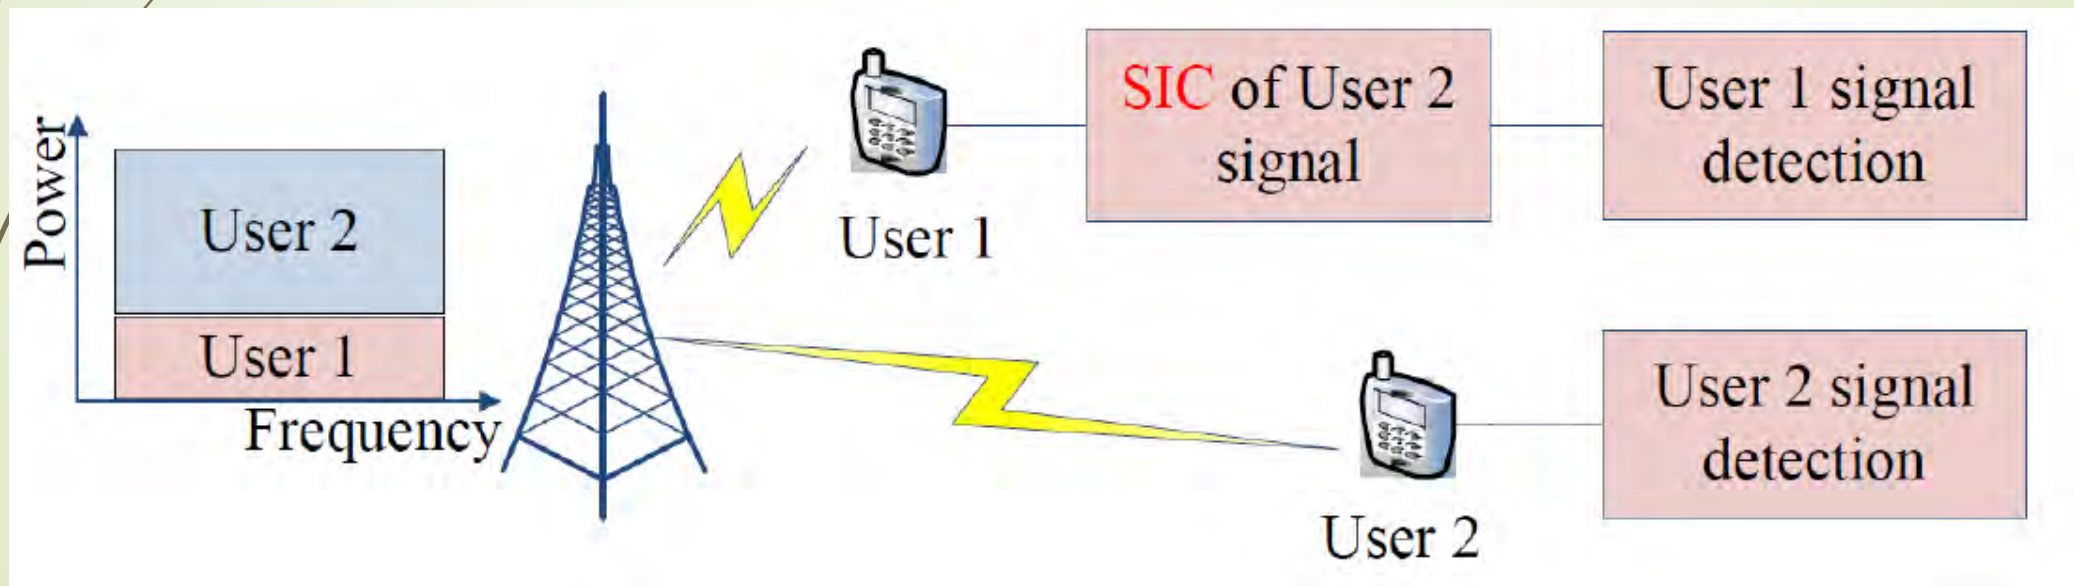 Power
User 2
User 1
Frequency
User 1
SIC of User 2
signal
User 1 signal
detection
User 2
User 2 signal
detection